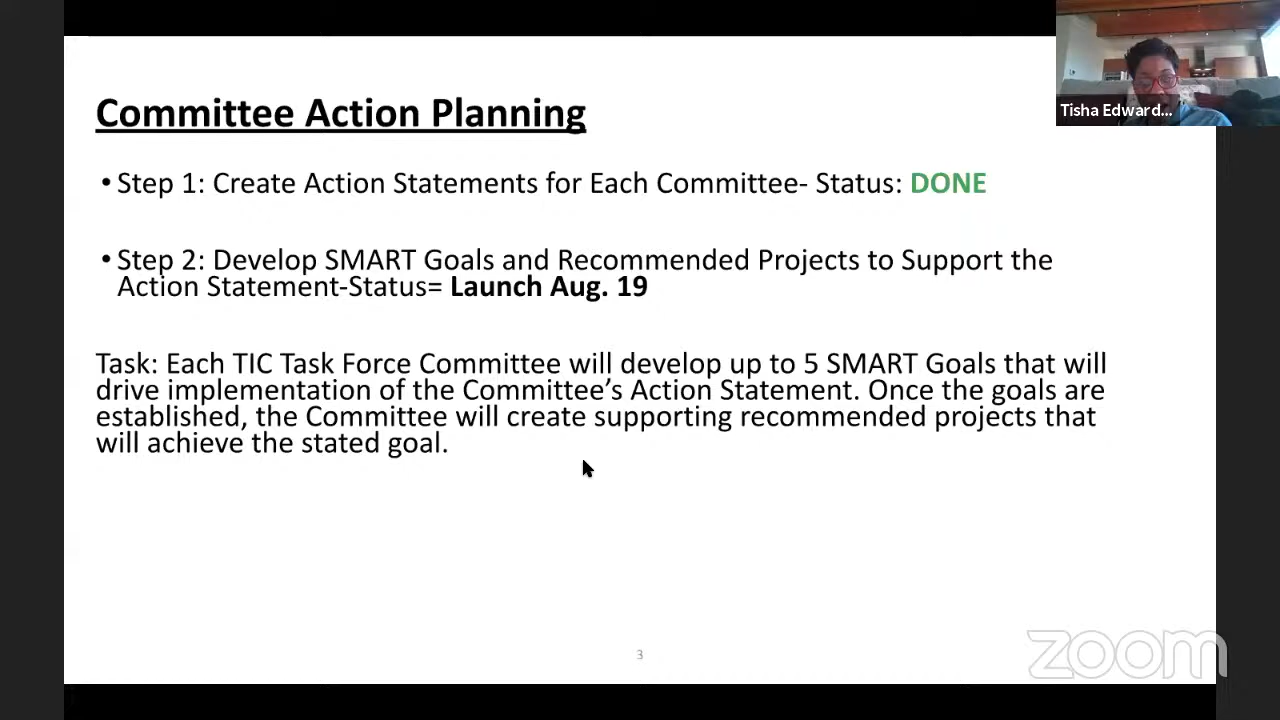 Committee Action Planning
Tisha Edward...
• Step 1: Create Action Statements for Each Committee- Status: DONE
• Step 2: Develop SMART Goals and Recommended Projects to Support the
Action Statement-Status= Launch Aug. 19
Task: Each TIC Task Force Committee will develop up to 5 SMART Goals that will
drive implementation of the Committee’s Action Statement. Once the goals are
established, the Committee will create supporting recommended projects that
will achieve the stated goal.
3
zoom